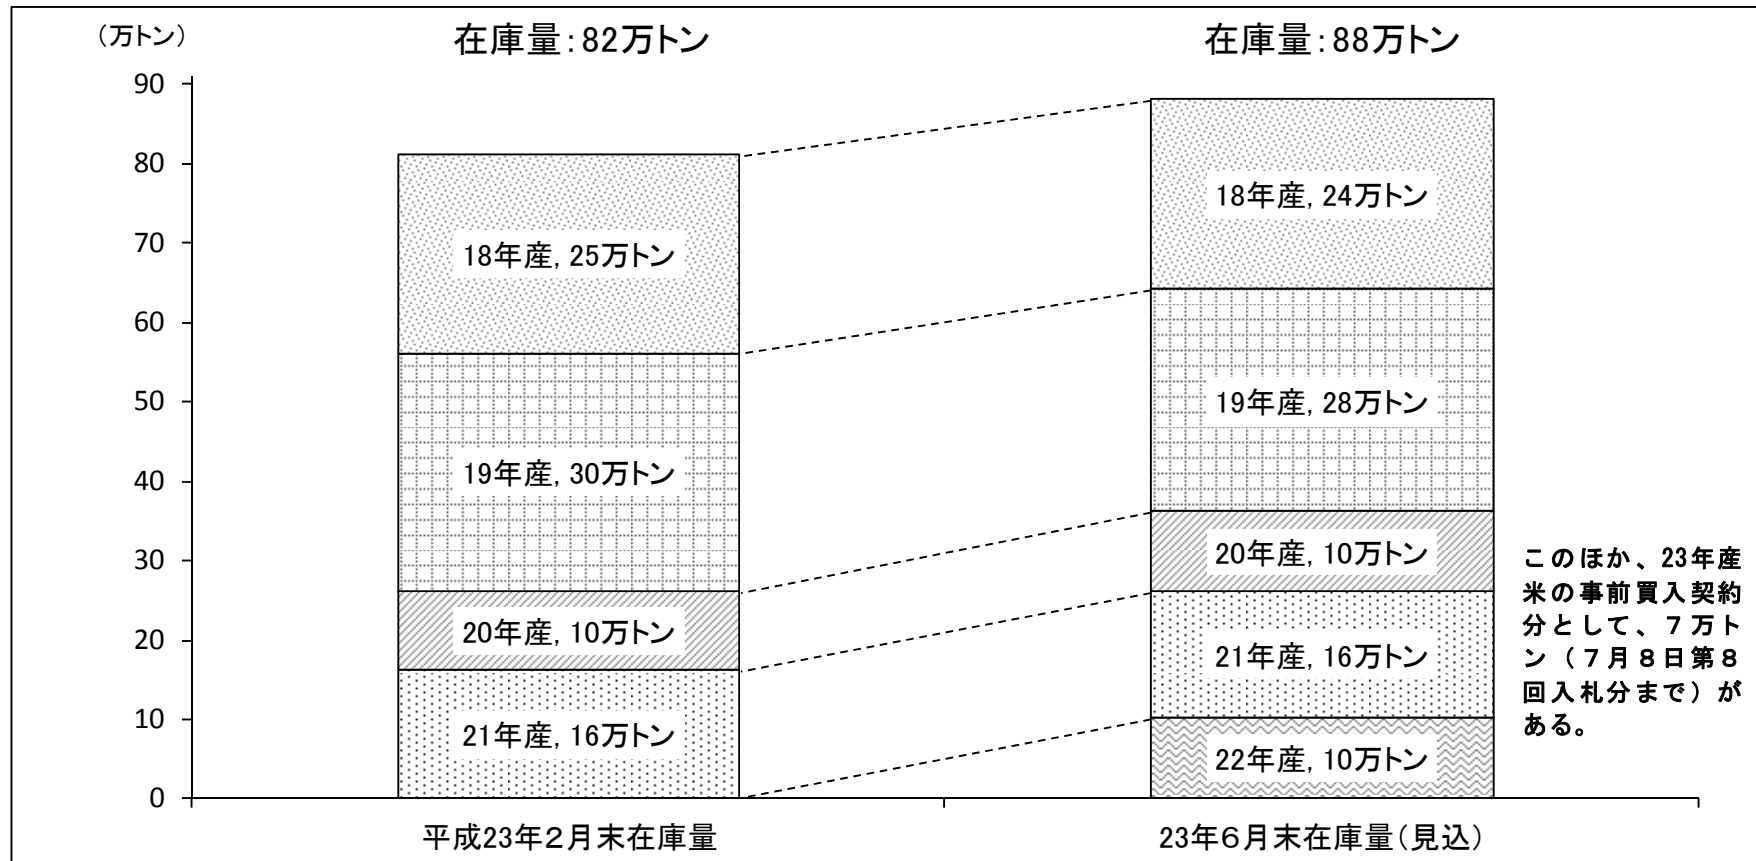 （万トン）
在庫量：82万トン
在庫量：88万トン
90
80
70
60
50
40
30
20
10
0
18年産, 25万トン
19年産, 30万トン
20年産, 10万トン
21年産, 16万トン
18年産, 24万トン
19年産, 28万トン
20年産, 10万トン
21年産, 16万トン
22年産, 10万トン
このほか、23年産
米の事前買入契約
分として、７万ト
ン（７月８日第８
回入札分まで）が
ある。
平成23年２月末在庫量
23年６月末在庫量（見込）